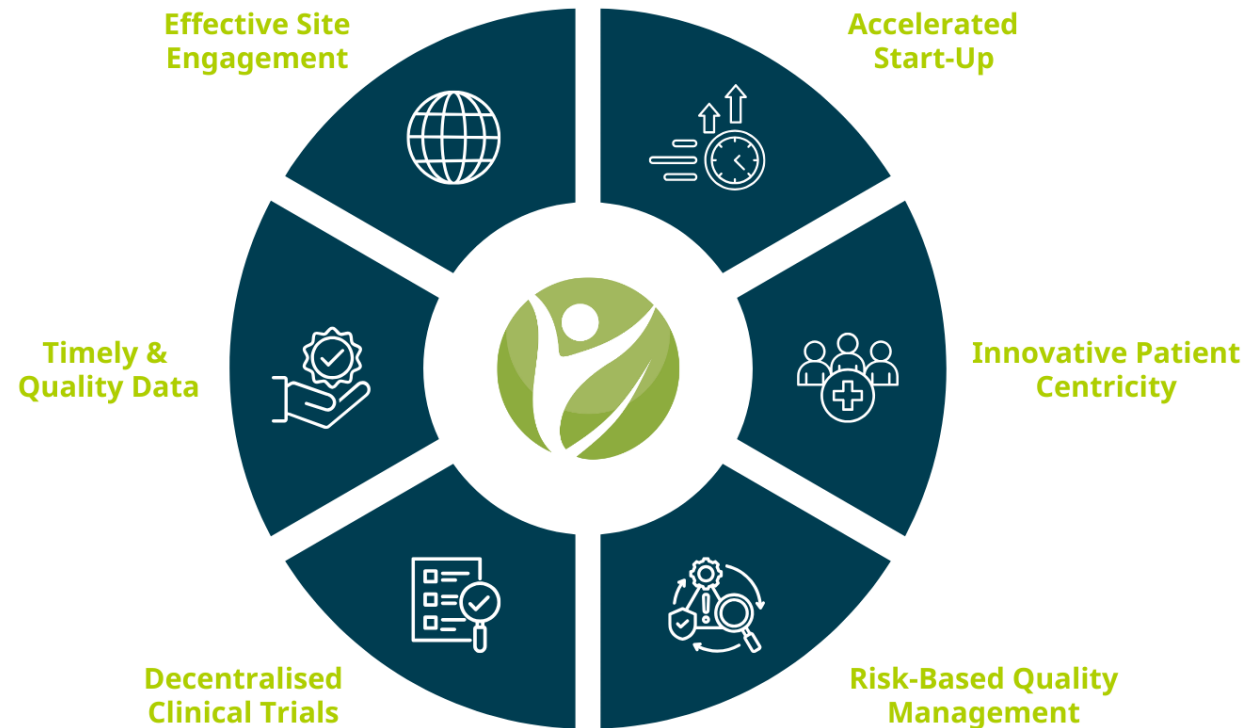 Effective Site
Engagement
Accelerated
Start-Up
Timely &
Quality Data
Innovative Patient
Centricity
Decentralised
Clinical Trials
Risk-Based Quality
Management